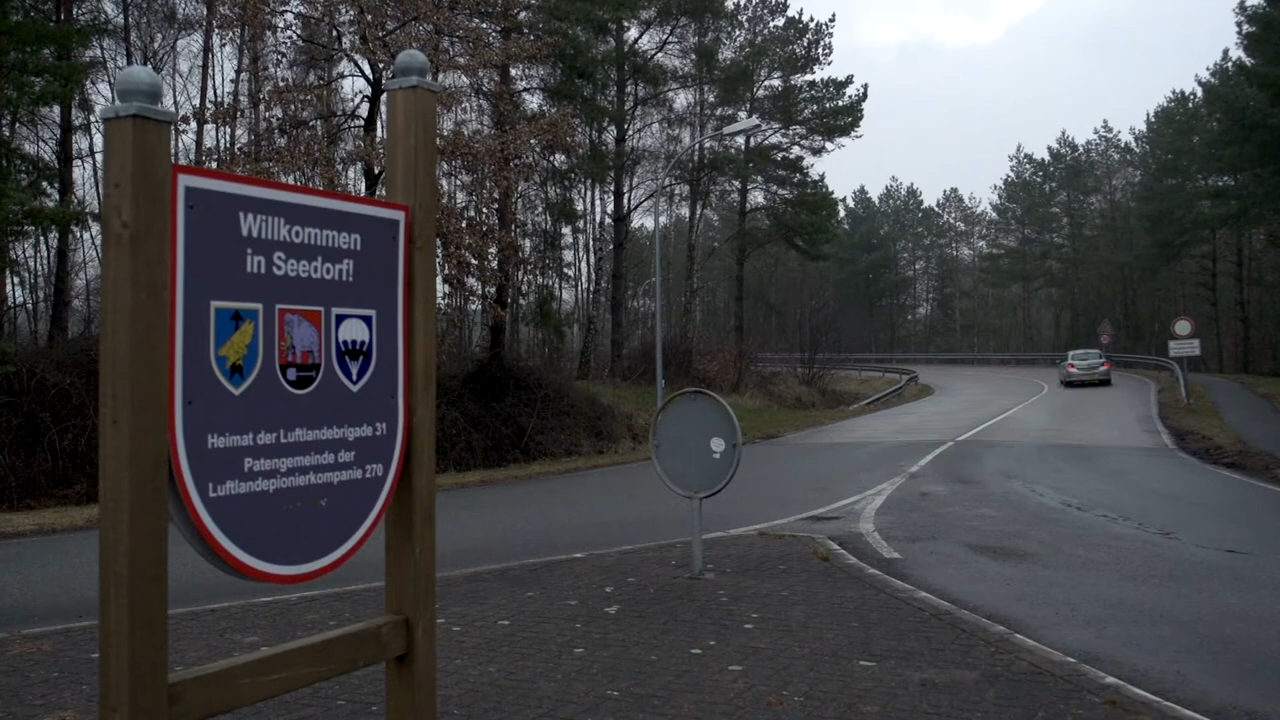 Willkommen
in Seedorf!
Heimat der Luftlandebrigade 31
Patengemeinde der
Luftlandepionierkompanie 270